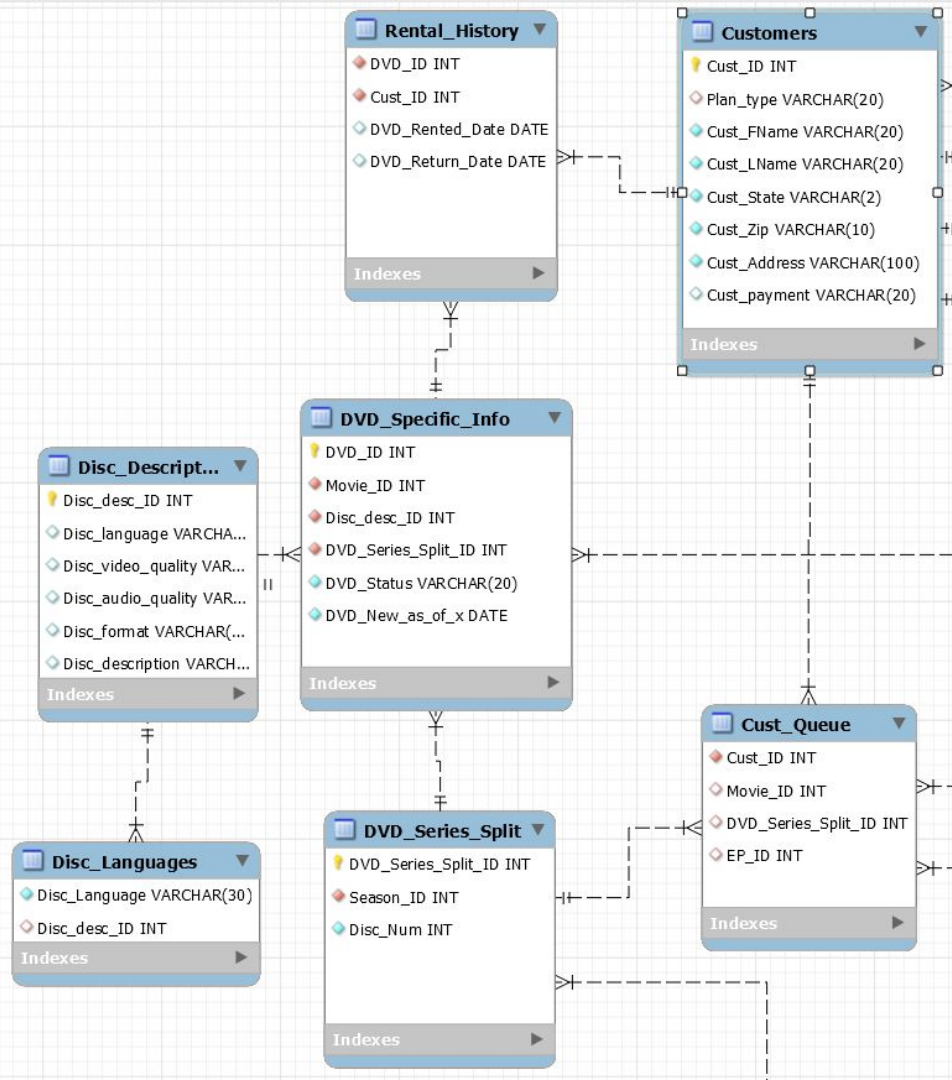 Rental_History
DVD_ID INT
Cust_ID INT
DVD_Rented_Date DATE
DVD_Return_Date DATE
Indexes
Customers
Cust_ID INT
Plan_type VARCHAR(20)
Cust_FName VARCHAR(20)
Cust_LName VARCHAR(20)
Cust_State VARCHAR(2)
Cust_Zip VARCHAR(10)
Cust_Address VARCHAR(100)
Cust_payment VARCHAR(20)
Indexes
Disc_Descript...
Disc_desc_ID INT
Disc_language VARCHA...
Disc_video_quality VAR...
Disc_audio_quality VAR...
Disc_format VARCHAR(...
Disc_description VARCH...
Indexes
DVD_Specific_Info
DVD_ID INT
Movie_ID INT
Disc_desc_ID INT
DVD_Series_Split_ID INT
DVD_Status VARCHAR(20)
DVD_New_as_of_x DATE
Indexes
Cust_Queue
Cust_ID INT
Movie_ID INT
DVD_Series_Split_ID INT
EP_ID INT
Indexes
Disc_Languages
Disc_Language VARCHAR(30)
Disc_desc_ID INT
Indexes
DVD_Series_Split
DVD_Series_Split_ID INT
Season_ID INT
Disc_Num INT
Indexes